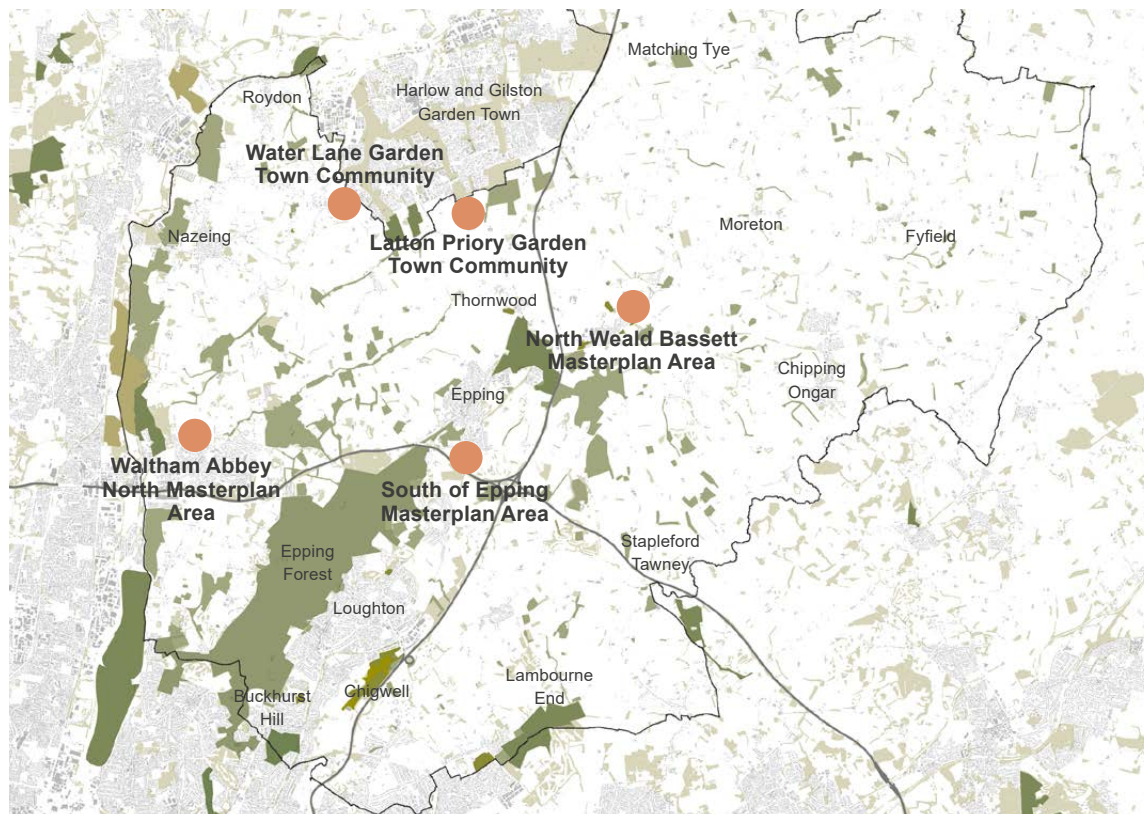 Matching Tye
Roydon
Harlow and Gilston
Garden Town
Water Lane Garden
Town Community
Nazeing
Latton Priory Garden
Town Community
Moreton
Fyfield
Thornwood
North Weald Bassett
Masterplan Area
Epping
Chipping
Ongar
Waltham Abbey
North Masterplan
Area
South of Epping
Masterplan Area
Epping
Forest
Stapleford
Tawney
Loughton
Lambourne
End
Buckhurst
Hill
Chigwell